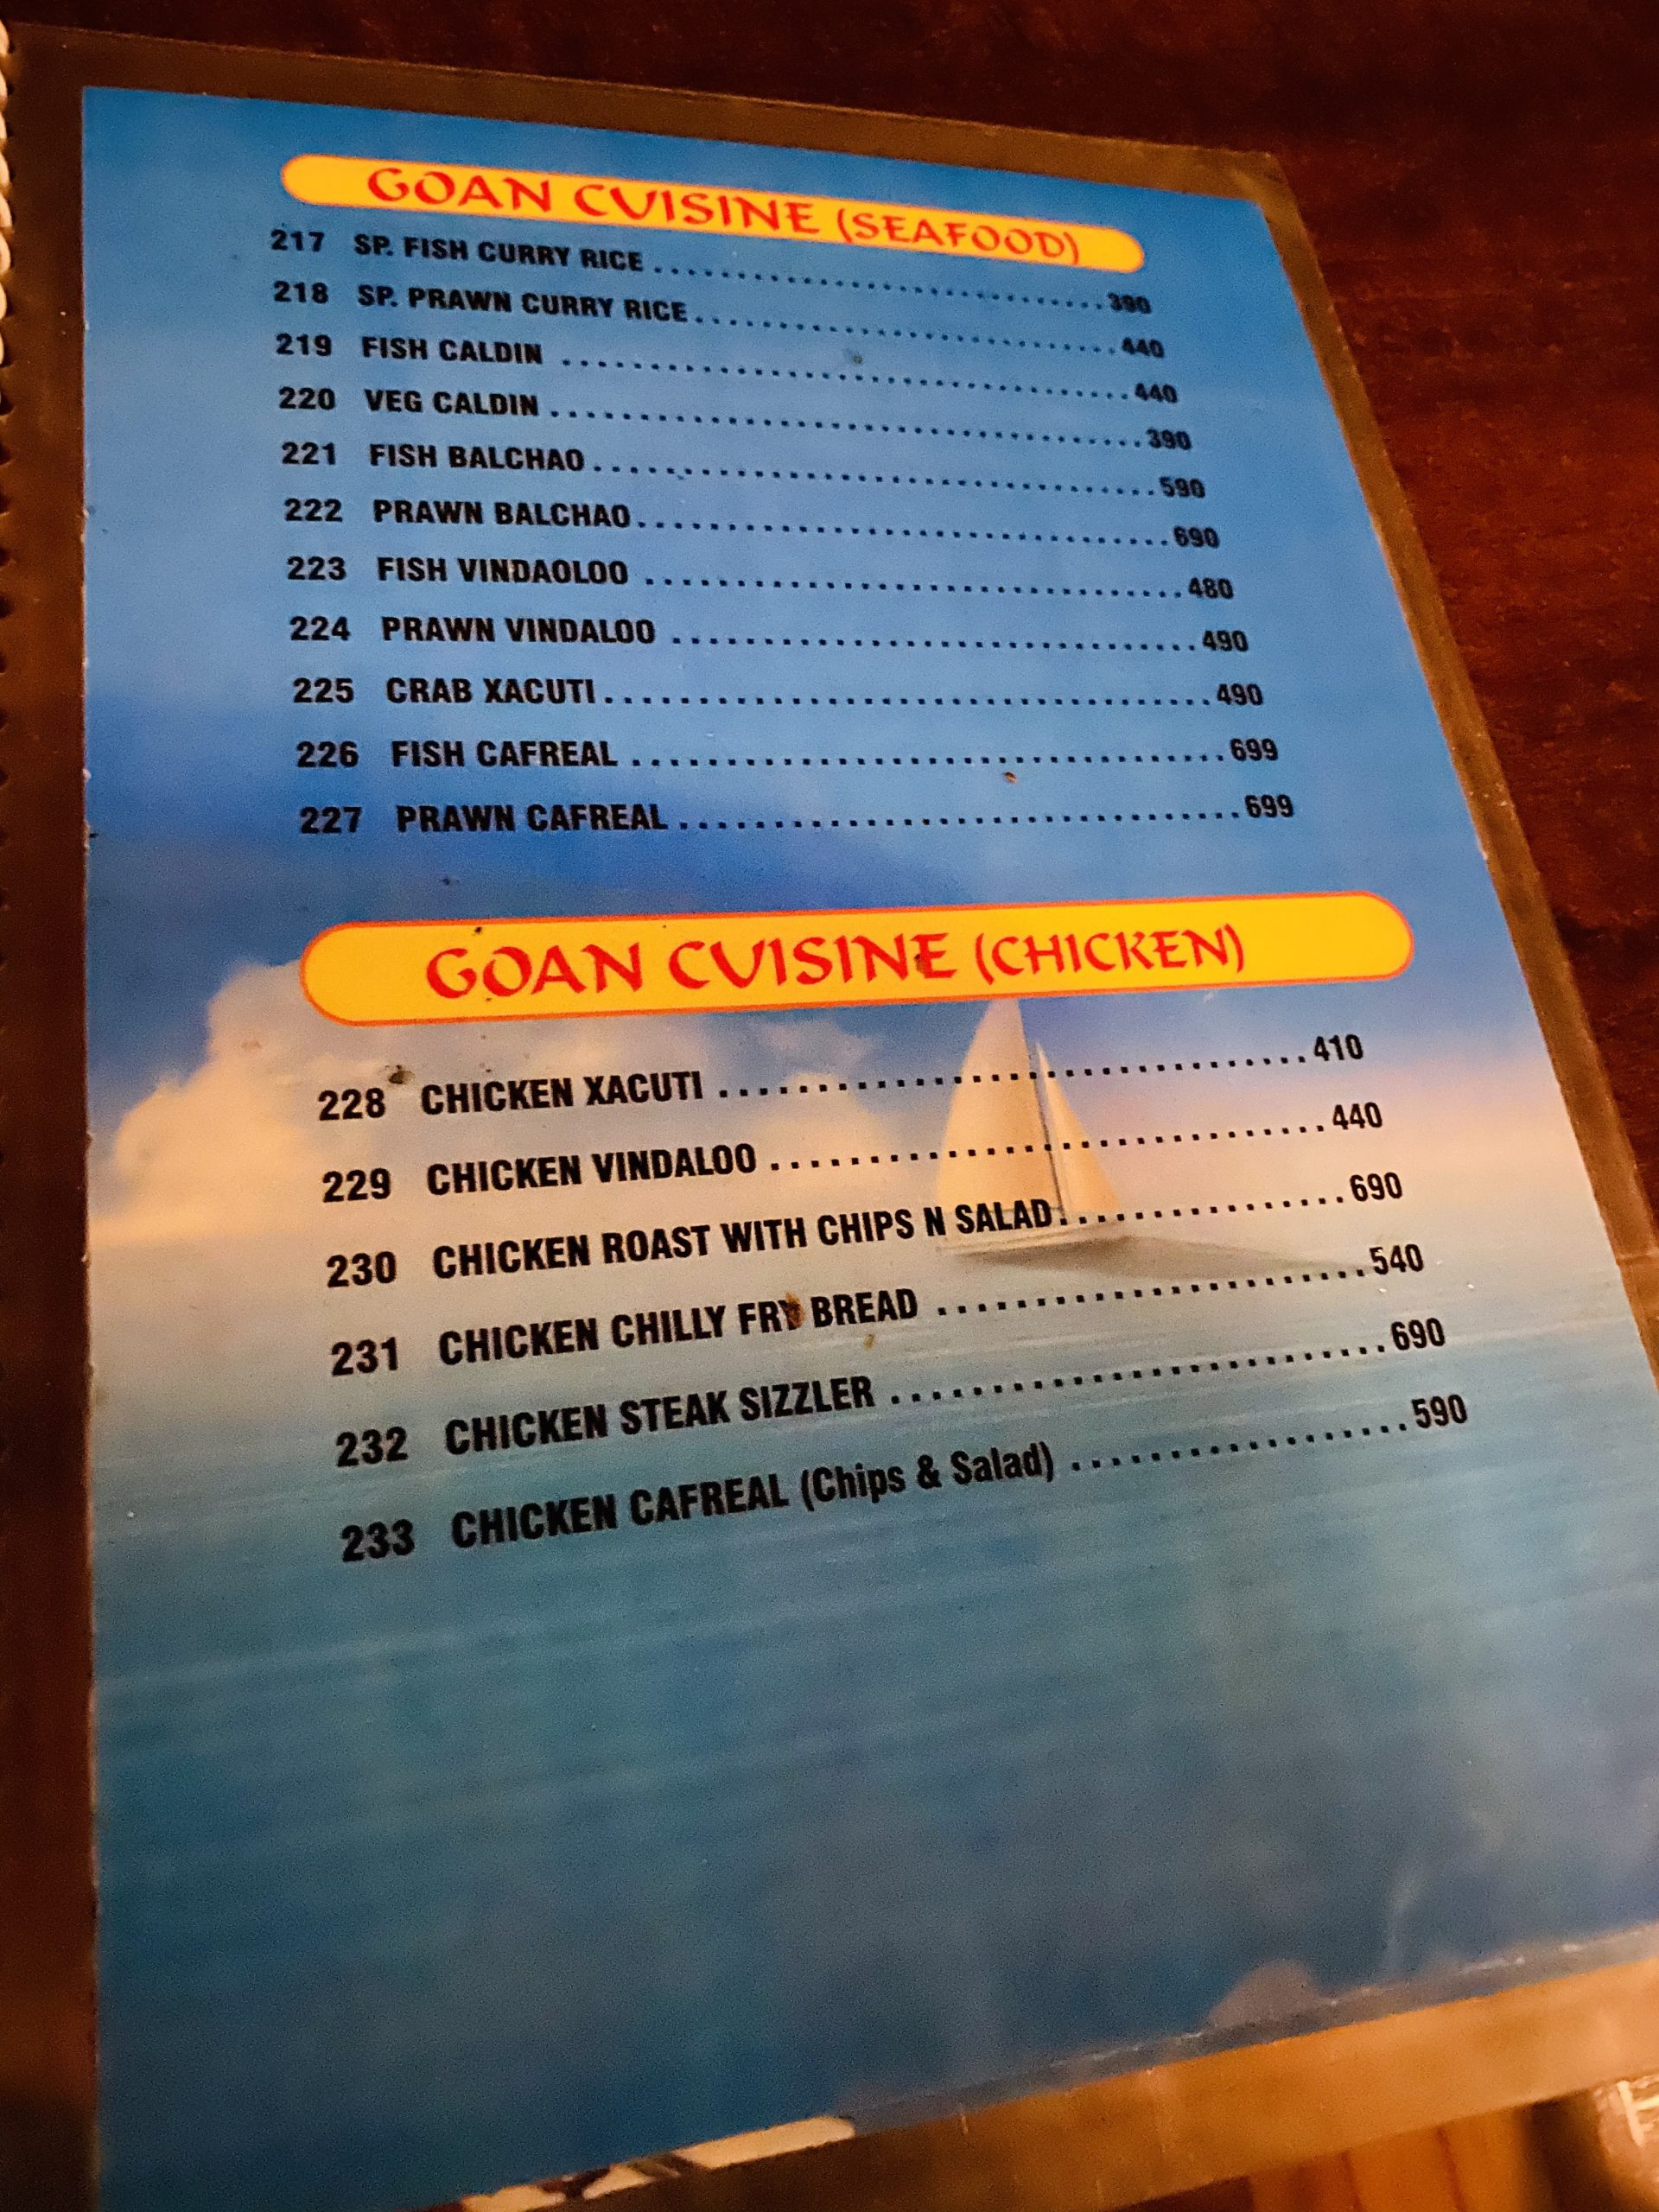 GOAN CUISINE (SEAFOOD)
217 SP. FISH CURRY RICE ........................................ 390
218 SP. PRAWN CURRY RICE ........................................ 440
219 FISH CALDIN ........................................ 440
220 VEG CALDIN ........................................ 390
221 FISH BALCHAO ........................................ 590
222 PRAWN BALCHAO ........................................ 690
223 FISH VINDAOLOO ........................................ 480
224 PRAWN VINDALOO ........................................ 490
225 CRAB XACUTI ........................................ 490
226 FISH CAFREAL ........................................ 699
227 PRAWN CAFREAL ........................................ 699
GOAN CUISINE (CHICKEN)
228 CHICKEN XACUTI ........................................ 410
229 CHICKEN VINDALOO ........................................ 440
230 CHICKEN ROAST WITH CHIPS N SALAD ................ 690
231 CHICKEN CHILLY FRY BREAD ...................... 540
232 CHICKEN STEAK SIZZLER ......................... 690
233 CHICKEN CAFREAL (Chips & Salad) .................. 590